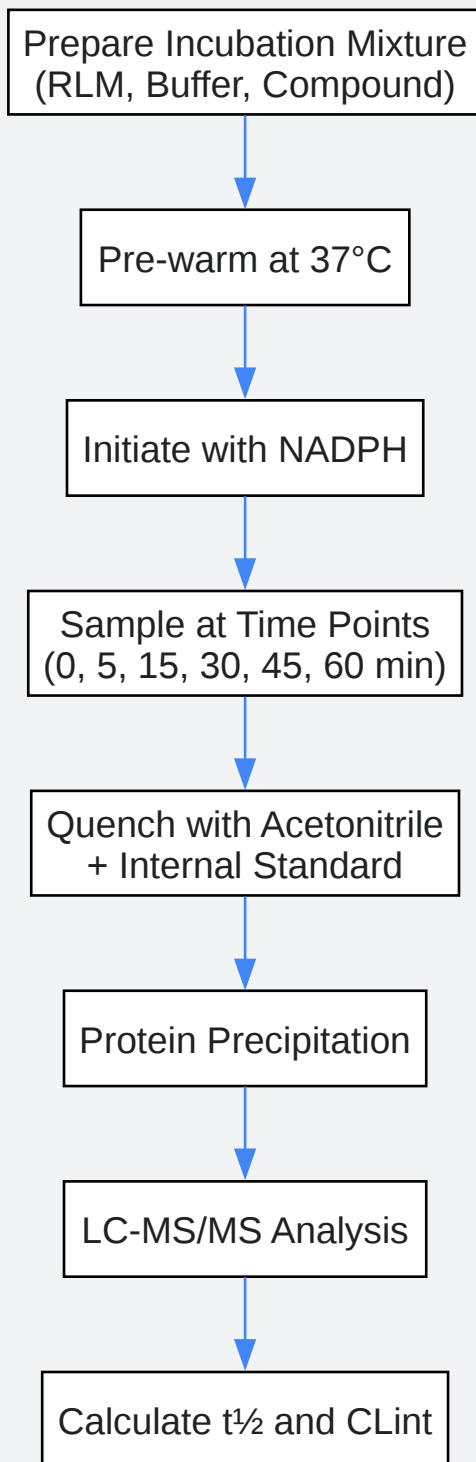 Prepare Incubation Mixture
(RLM, Buffer, Compound)
Pre-warm at 37°C
Initiate with NADPH
Sample at Time Points
(0, 5, 15, 30, 45, 60 min)
Quench with Acetonitrile
+ Internal Standard
Protein Precipitation
LC-MS/MS Analysis
Calculate t½ and CLint